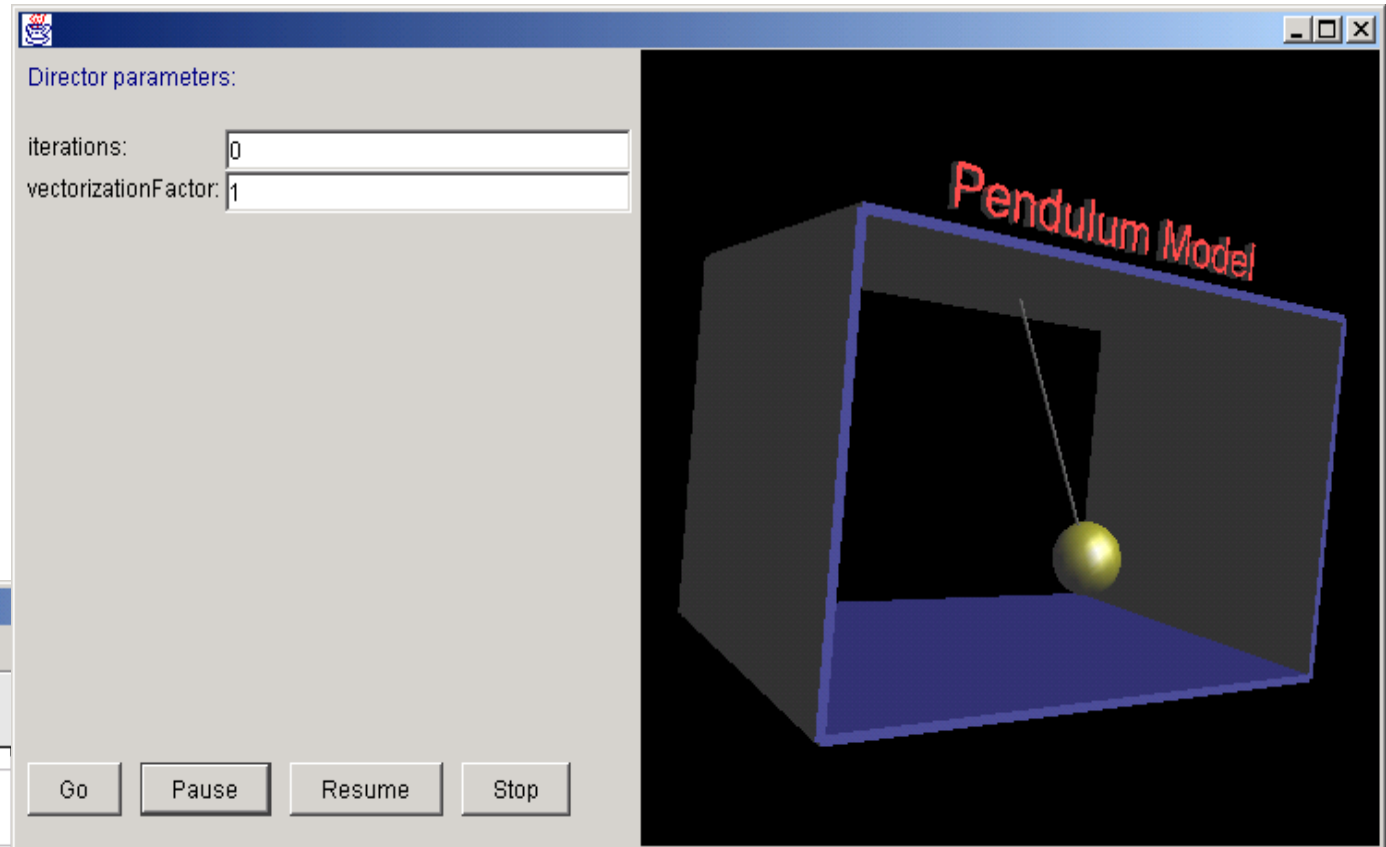 Director parameters:
iterations: 0
vectorizationFactor: 1
Pendulum Model
Go Pause Resume Stop